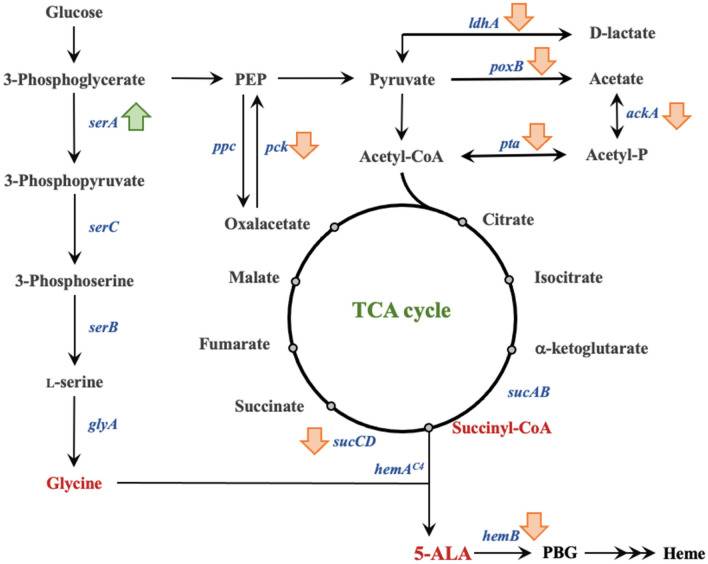 Glucose
ldhA
D-lactate
3-Phosphoglycerate
PEP
Pyruvate
poxB
Acetate
serA
ppc
pck
ackA
pta
Acetyl-CoA
Acetyl-P
3-Phosphopyruvate
Oxalacetate
Citrate
serC
3-Phosphoserine
Malate
Isocitrate
TCA cycle
serB
Fumarate
α-ketoglutarate
L-serine
sucAB
Succinate
glyA
sucCD
Succinyl-CoA
hemA^C4
Glycine
hemB
5-ALA
PBG
Heme